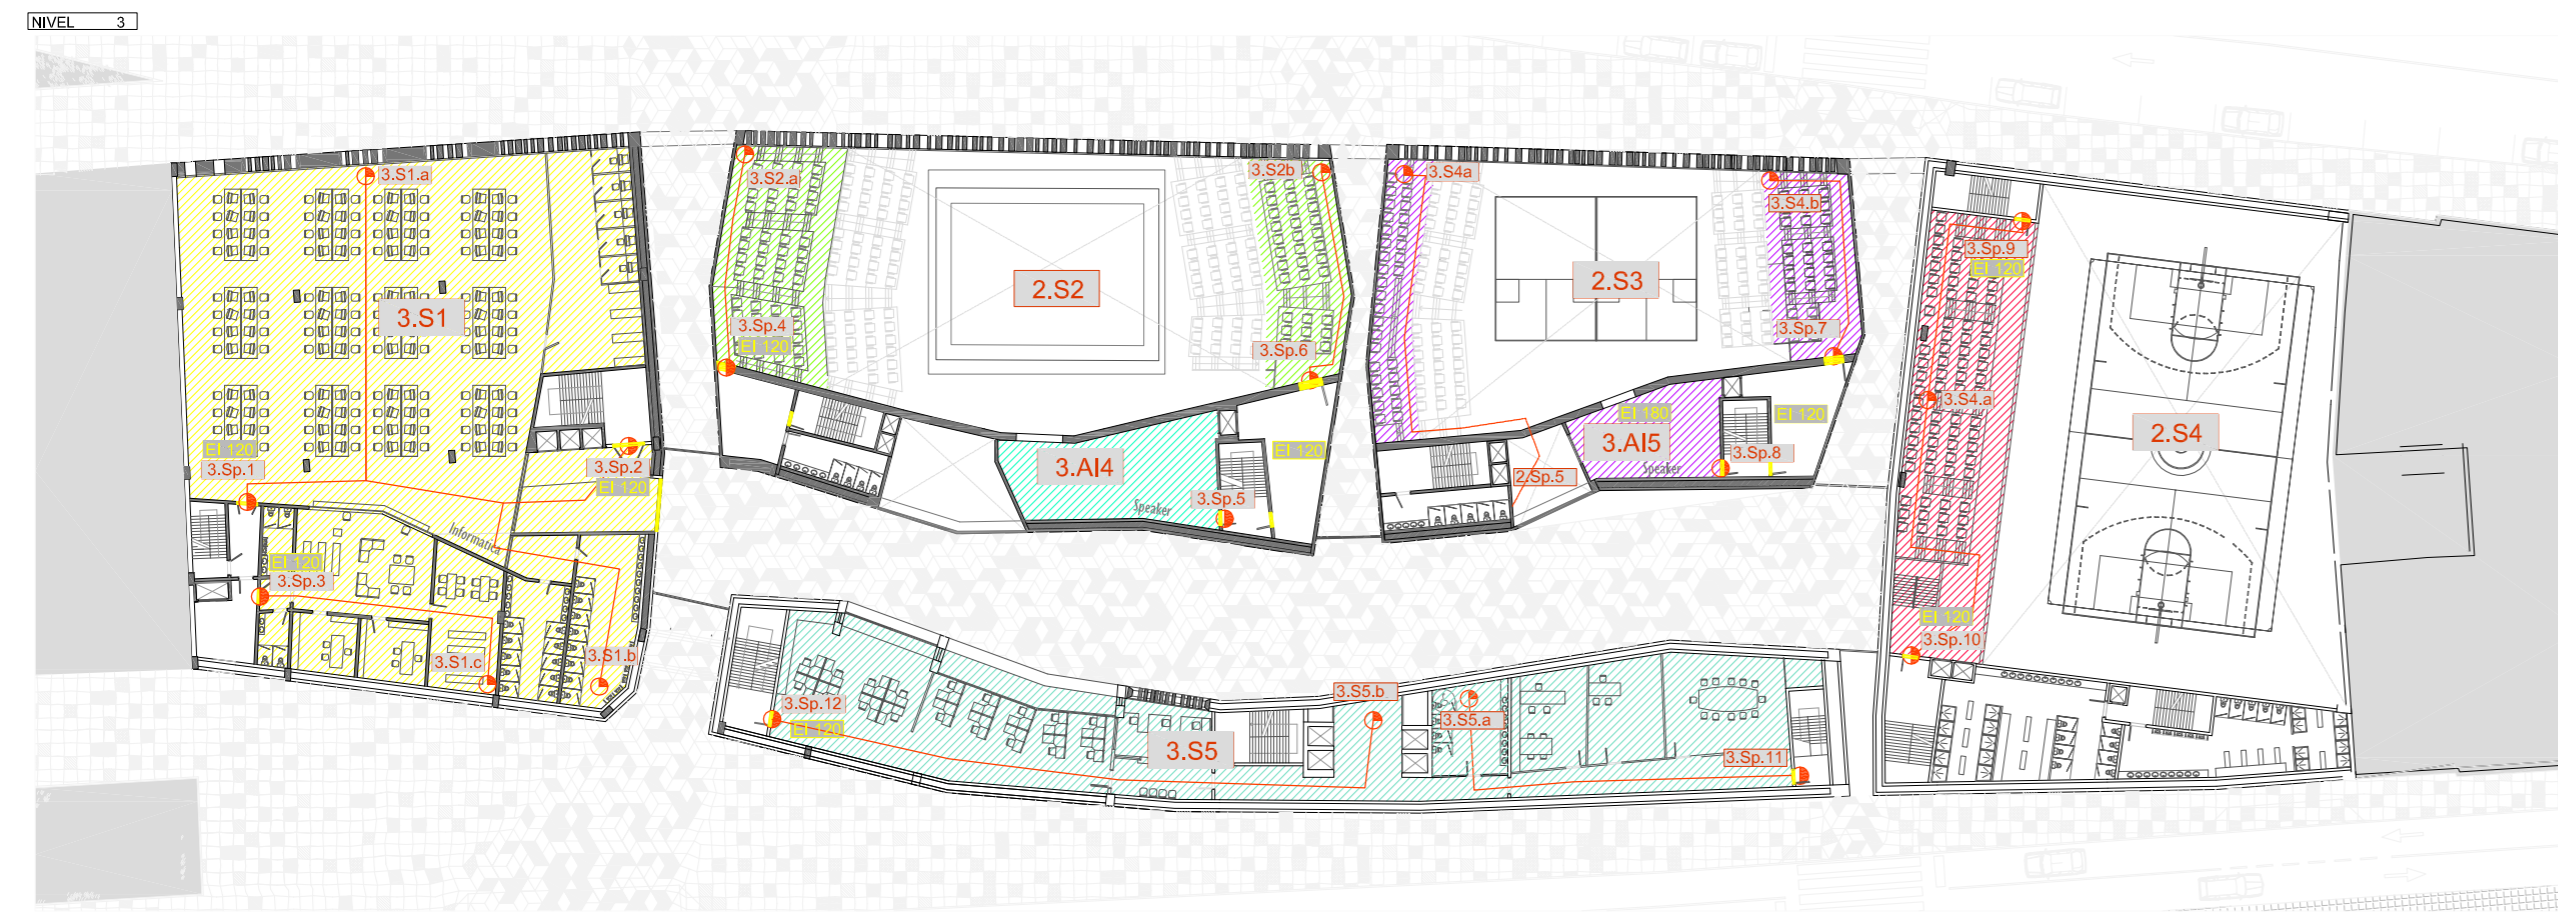 NIVEL 3
3.S1.a
3.S1
EI 120
3.Sp.1
3.Sp.2
EI 120
Informatica
EI 120
3.Sp.3
3.S1.c
3.S1.b
3.S2.a
3.S2b
2.S2
3.Sp.4
EI 120
3.Sp.6
3.AI4
EI 120
3.Sp.5
Speaker
3.S4a
3.S4.b
2.S3
3.Sp.7
EI 180
EI 120
3.AI5
3.Sp.8
Speaker
2.Sp.5
3.Sp.9
EI 120
3.S4.a
2.S4
EI 120
3.Sp.10
3.Sp.12
EI 120
3.S5
3.S5.b
3.S5.a
3.Sp.11